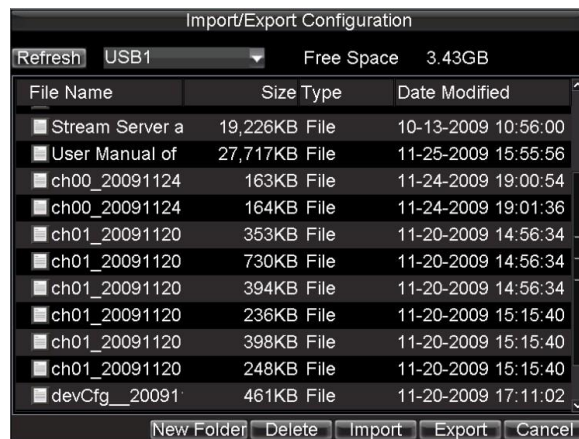 Import/Export Configuration
Refresh USB1 Free Space 3.43GB
File Name Size Type Date Modified
Stream Server a 19,226KB File 10-13-2009 10:56:00
User Manual of 27,717KB File 11-25-2009 15:55:56
ch00_20091124 163KB File 11-24-2009 19:00:54
ch00_20091124 164KB File 11-24-2009 19:01:36
ch01_20091120 353KB File 11-20-2009 14:56:34
ch01_20091120 730KB File 11-20-2009 14:56:34
ch01_20091120 394KB File 11-20-2009 14:56:34
ch01_20091120 236KB File 11-20-2009 15:15:40
ch01_20091120 398KB File 11-20-2009 15:15:40
ch01_20091120 248KB File 11-20-2009 15:15:40
devCfg__20091 461KB File 11-20-2009 17:11:02
New Folder Delete Import Export Cancel